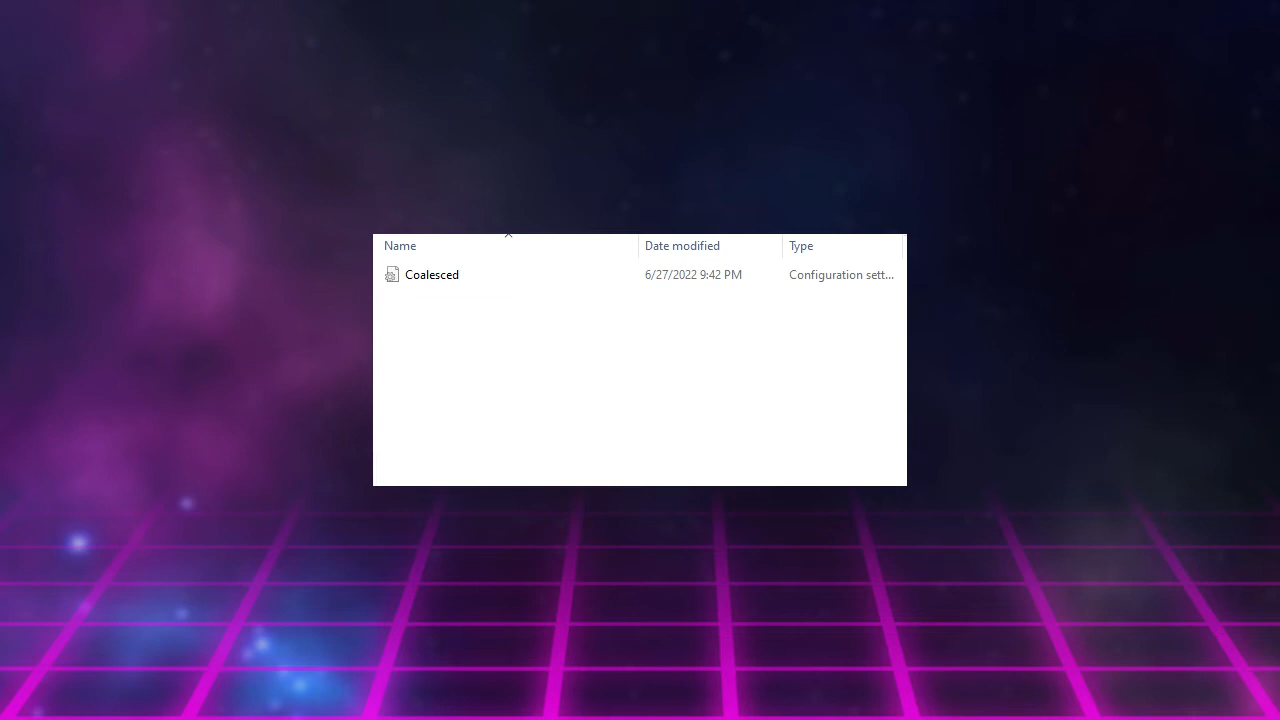 Name Date modified Type
Coalesced 6/27/2022 9:42 PM Configuration sett...